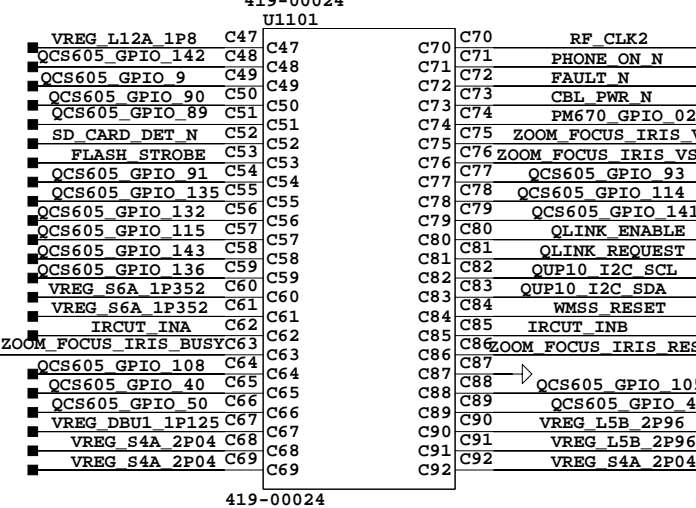 419-00024
U1101
VREG_L12A_1P8 C47 C47 C70 C70 RF_CLK2
QCS605_GPIO_142 C48 C48 C71 C71 PHONE_ON_N
QCS605_GPIO_9 C49 C49 C72 C72 FAULT_N
QCS605_GPIO_90 C50 C50 C73 C73 CBL_PWR_N
QCS605_GPIO_89 C51 C51 C74 C74 PM670_GPIO_02
SD_CARD_DET_N C52 C52 C75 C75 ZOOM_FOCUS_IRIS_V
FLASH_STROBE C53 C53 C76 C76 ZOOM_FOCUS_IRIS_VS
QCS605_GPIO_91 C54 C54 C77 C77 QCS605_GPIO_93
QCS605_GPIO_135 C55 C55 C78 C78 QCS605_GPIO_114
QCS605_GPIO_132 C56 C56 C79 C79 QCS605_GPIO_141
QCS605_GPIO_115 C57 C57 C80 C80 QLINK_ENABLE
QCS605_GPIO_143 C58 C58 C81 C81 QLINK_REQUEST
QCS605_GPIO_136 C59 C59 C82 C82 QUP10_I2C_SCL
VREG_S6A_1P352 C60 C60 C83 C83 QUP10_I2C_SDA
VREG_S6A_1P352 C61 C61 C84 C84 WMSS_RESET
IRCUT_INA C62 C62 C85 C85 IRCUT_INB
ZOOM_FOCUS_IRIS_BUSY C63 C63 C86 C86 ZOOM_FOCUS_IRIS_RES
QCS605_GPIO_108 C64 C64 C87 C87
QCS605_GPIO_40 C65 C65 C88 C88 QCS605_GPIO_105
QCS605_GPIO_50 C66 C66 C89 C89 QCS605_GPIO_4
VREG_DBU1_1P125 C67 C67 C90 C90 VREG_L5B_2P96
VREG_S4A_2P04 C68 C68 C91 C91 VREG_L5B_2P96
VREG_S4A_2P04 C69 C69 C92 C92 VREG_S4A_2P04
419-00024